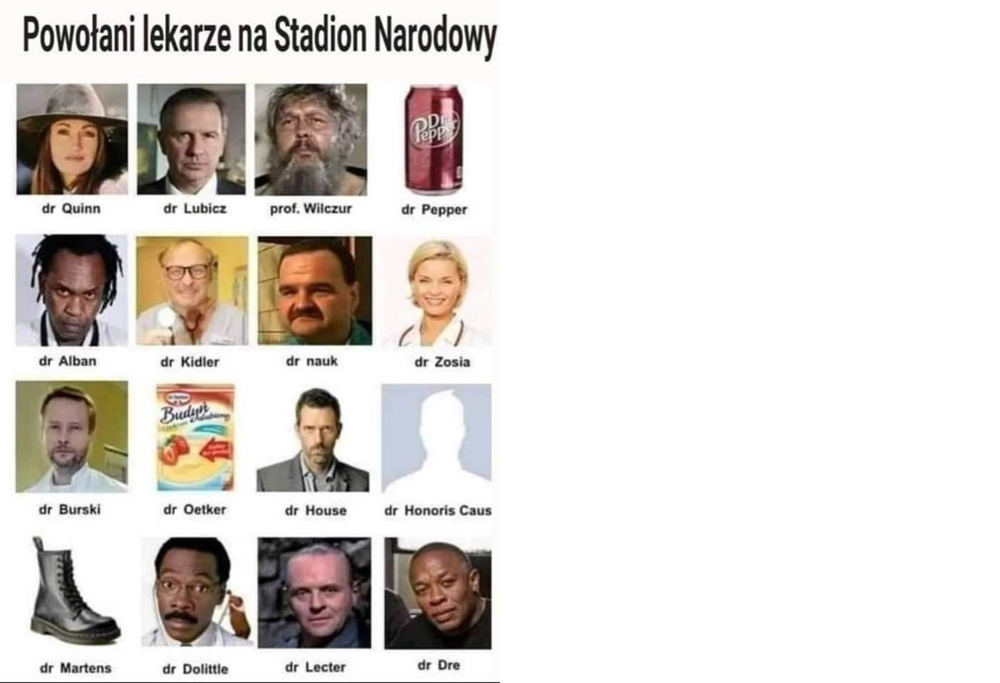 Powołani lekarze na Stadion Narodowy
Dr Pepper
dr Quinn dr Lubicz prof. Wilczur dr Pepper
dr Alban dr Kidler dr nauk dr Zosia
Budyń
dr Burski dr Oetker dr House dr Honoris Caus
dr Martens dr Dolittle dr Lecter dr Dre